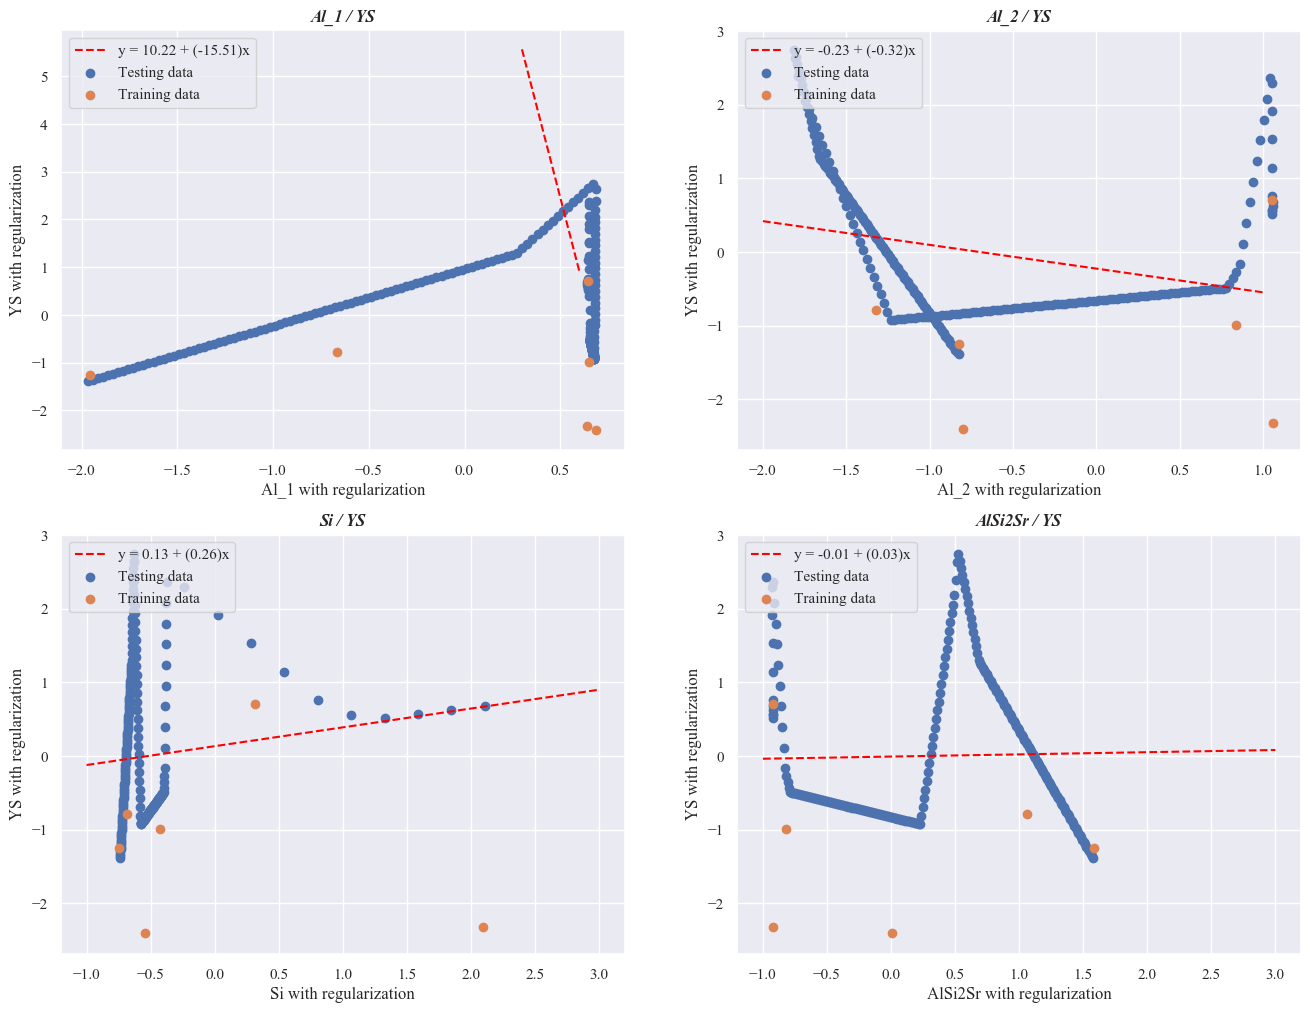 Al_1 / YS
y = 10.22 + (-15.51)x
Testing data
Training data
5
4
3
2
1
0
−1
−2
YS with regularization
−2.0 −1.5 −1.0 −0.5 0.0 0.5
Al_1 with regularization
Al_2 / YS
y = -0.23 + (-0.32)x
Testing data
Training data
3
2
1
0
−1
−2
YS with regularization
−2.0 −1.5 −1.0 −0.5 0.0 0.5 1.0
Al_2 with regularization
Si / YS
y = 0.13 + (0.26)x
Testing data
Training data
3
2
1
0
−1
−2
YS with regularization
−1.0 −0.5 0.0 0.5 1.0 1.5 2.0 2.5 3.0
Si with regularization
AlSi2Sr / YS
y = -0.01 + (0.03)x
Testing data
Training data
3
2
1
0
−1
−2
YS with regularization
−1.0 −0.5 0.0 0.5 1.0 1.5 2.0 2.5 3.0
AlSi2Sr with regularization